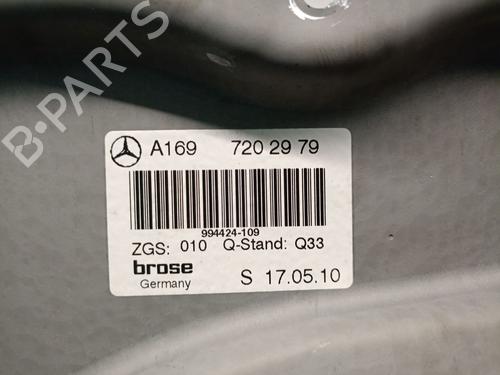 B-PARTS
A169 720 29 79
994424-109
ZGS: 010 Q-Stand: Q33
brose
Germany S 17.05.10